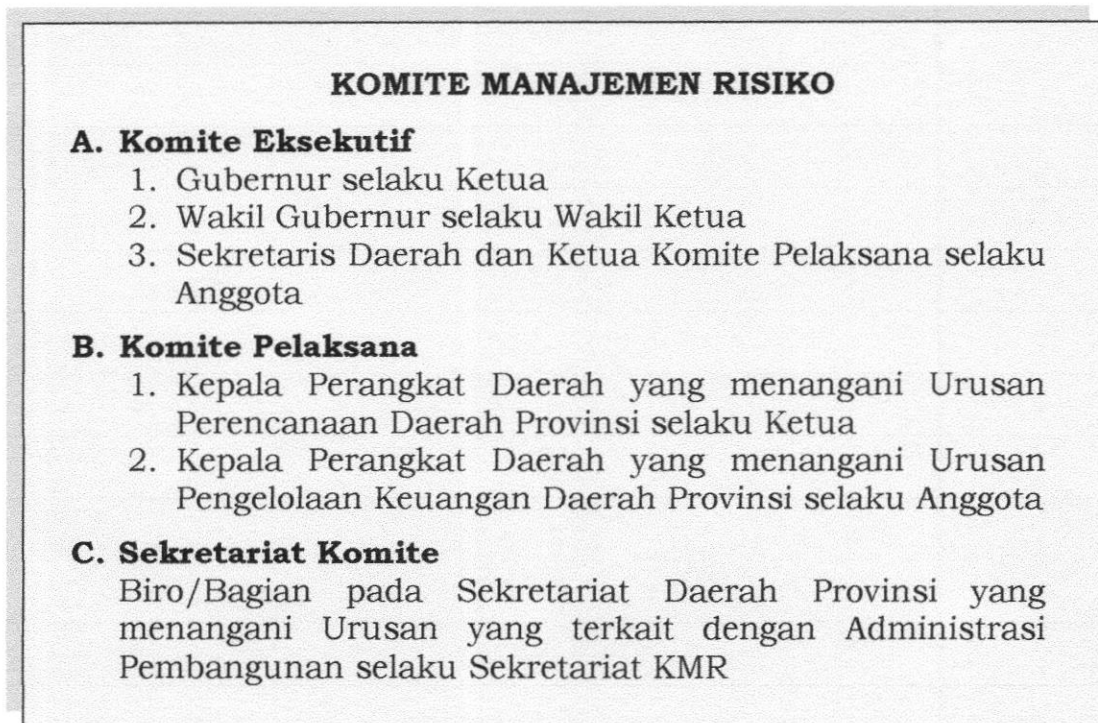 KOMITE MANAJEMEN RISIKO
A. Komite Eksekutif
1. Gubernur selaku Ketua
2. Wakil Gubernur selaku Wakil Ketua
3. Sekretaris Daerah dan Ketua Komite Pelaksana selaku
Anggota
B. Komite Pelaksana
1. Kepala Perangkat Daerah yang menangani Urusan
Perencanaan Daerah Provinsi selaku Ketua
2. Kepala Perangkat Daerah yang menangani Urusan
Pengelolaan Keuangan Daerah Provinsi selaku Anggota
C. Sekretariat Komite
Biro/Bagian pada Sekretariat Daerah Provinsi yang
menangani Urusan yang terkait dengan Administrasi
Pembangunan selaku Sekretariat KMR